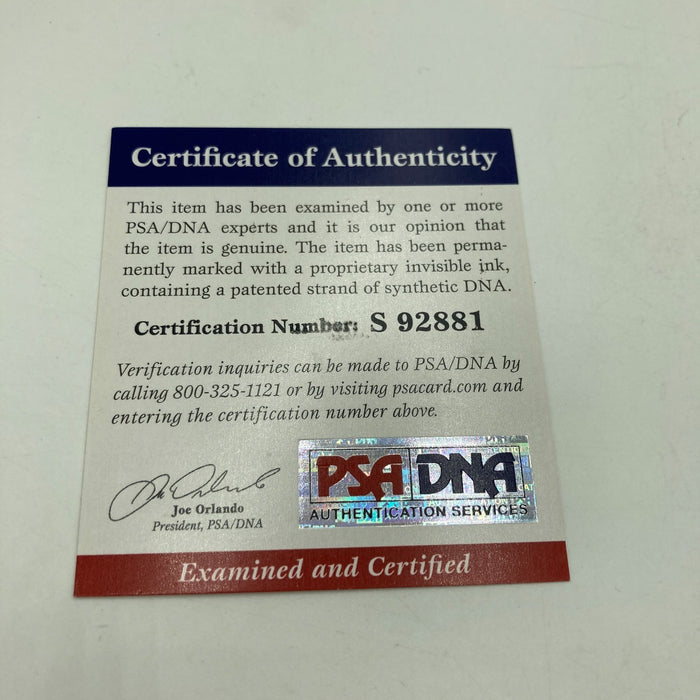 Certificate of Authenticity
This item has been examined by one or more
PSA/DNA experts and it is our opinion that
the item is genuine. The item has been perma-
nently marked with a proprietary invisible ink,
containing a patented strand of synthetic DNA.
Certification Number: S 92881
Verification inquiries can be made to PSA/DNA by
calling 800-325-1121 or by visiting psacard.com and
entering the certification number above.
Joe Orlando
President, PSA/DNA
PSA DNA
AUTHENTICATION SERVICES
Examined and Certified